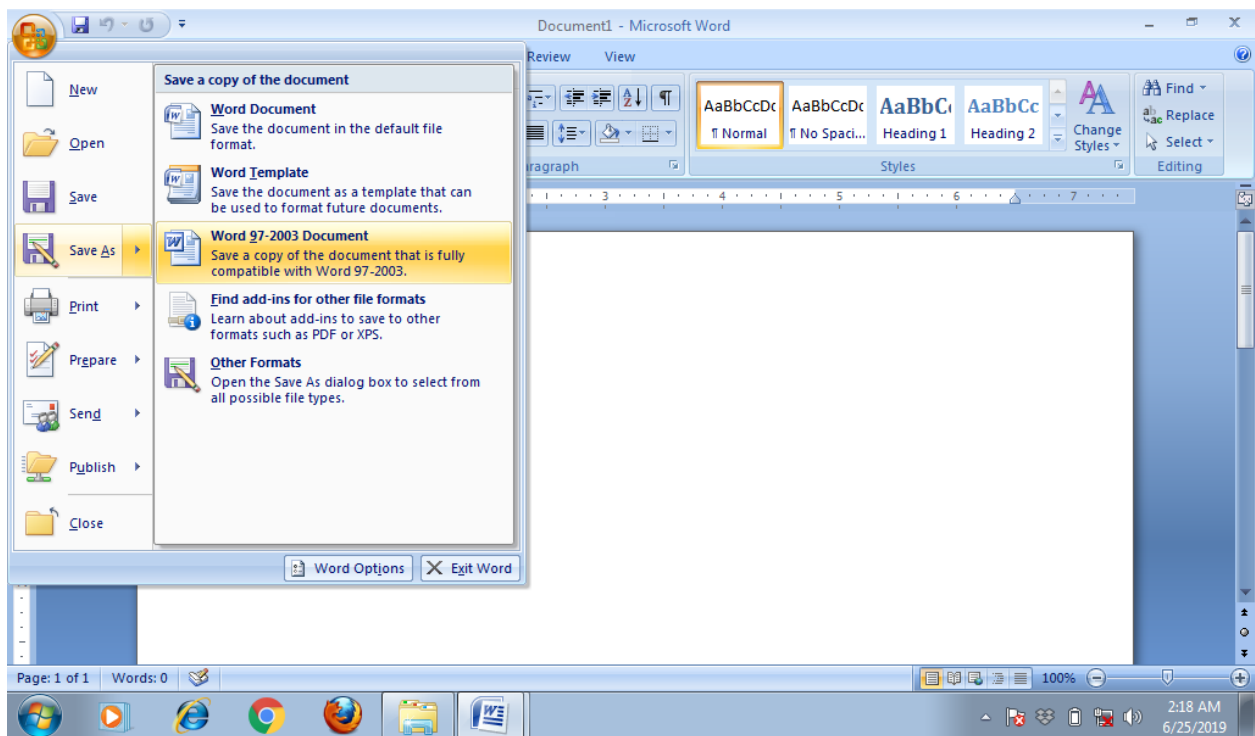 Document1 - Microsoft Word
Review View
New
Open
Save
Save As
Print
Prepare
Send
Publish
Close
Save a copy of the document
Word Document
Save the document in the default file
format.
Word Template
Save the document as a template that can
be used to format future documents.
Word 97-2003 Document
Save a copy of the document that is fully
compatible with Word 97-2003.
Find add-ins for other file formats
Learn about add-ins to save to other
formats such as PDF or XPS.
Other Formats
Open the Save As dialog box to select from
all possible file types.
Word Options
Exit Word
AaBbCcDc AaBbCcDc AaBbC AaBbCc
¶ Normal ¶ No Spaci... Heading 1 Heading 2
Change
Styles
Find
Replace
Select
Styles
Editing
3 4 5 6 7
Page: 1 of 1 Words: 0
100%
2:18 AM
6/25/2019